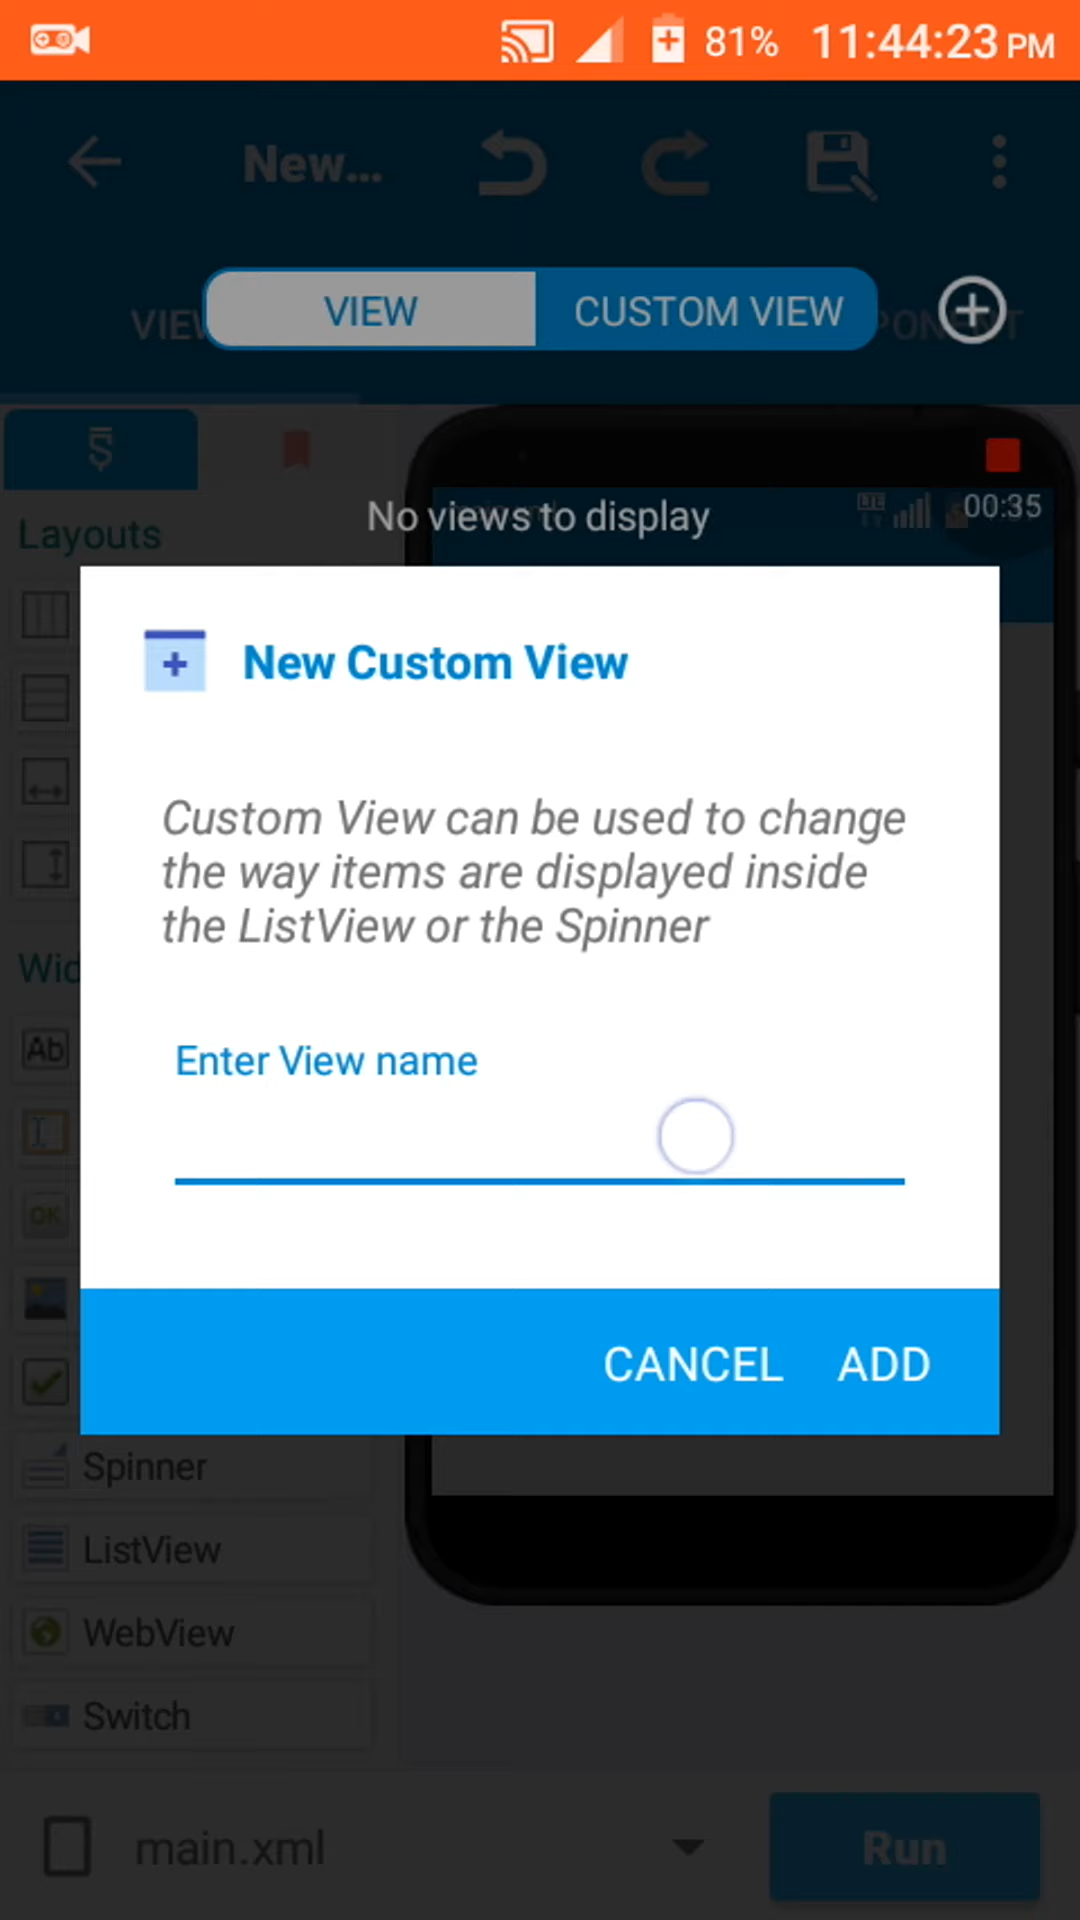 81% 11:44:23 PM
New...
VIEW CUSTOM VIEW
Layouts
No views to display
00:35
New Custom View
Custom View can be used to change
the way items are displayed inside
the ListView or the Spinner
Enter View name
Ab
OK
CANCEL ADD
Spinner
ListView
WebView
Switch
main.xml
Run